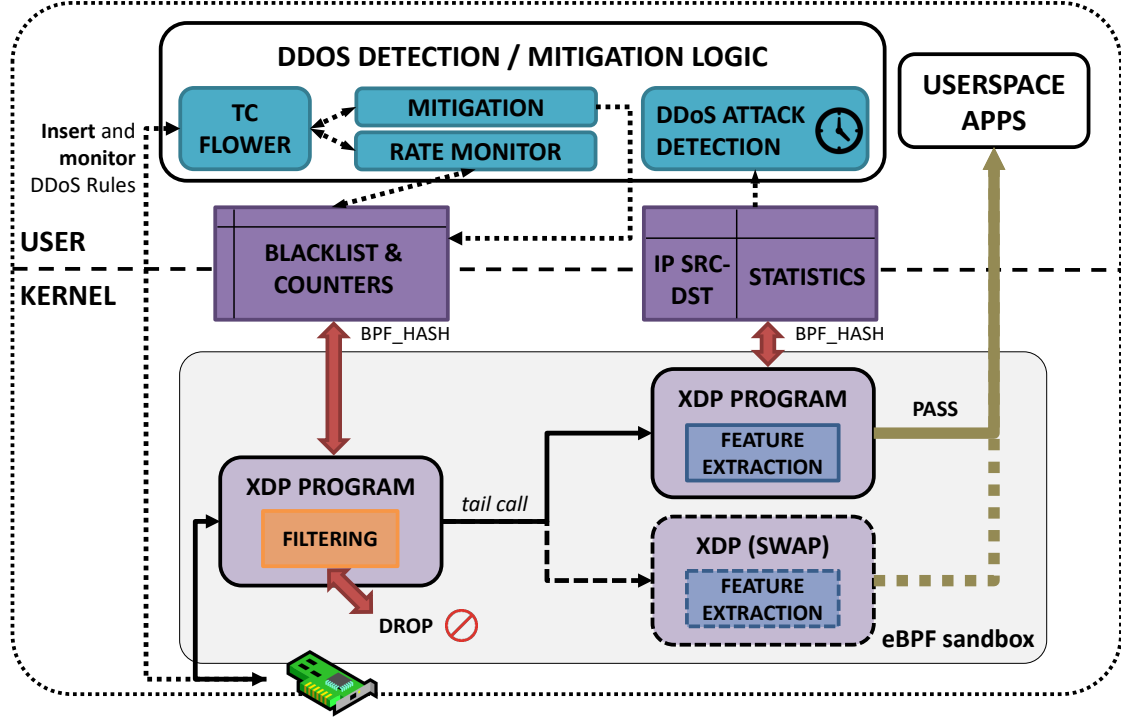 DDOS DETECTION / MITIGATION LOGIC
TC
FLOWER
MITIGATION
RATE MONITOR
DDoS ATTACK
DETECTION
USERSPACE
APPS
Insert and
monitor
DDoS Rules
USER
KERNEL
BLACKLIST &
COUNTERS
IP SRC-
DST
STATISTICS
BPF_HASH
BPF_HASH
XDP PROGRAM
FILTERING
DROP
tail call
XDP PROGRAM
FEATURE
EXTRACTION
PASS
XDP (SWAP)
FEATURE
EXTRACTION
eBPF sandbox